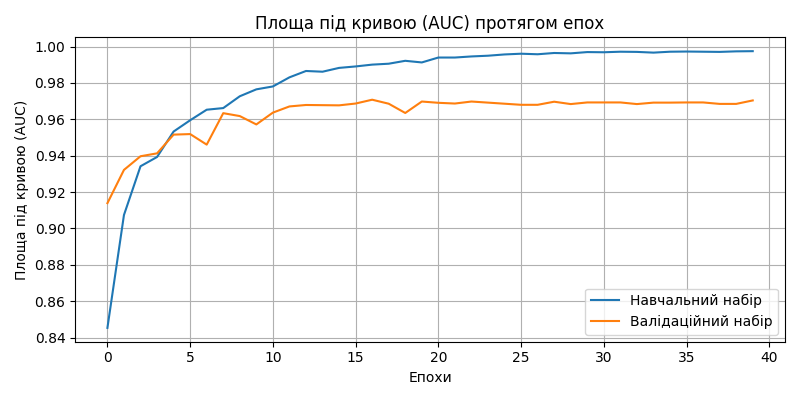 Площа під кривою (AUC) протягом епох
Площа під кривою (AUC)
1.00
0.98
0.96
0.94
0.92
0.90
0.88
0.86
0.84
0 5 10 15 20 25 30 35 40
Епохи
Навчальний набір
Валідаційний набір